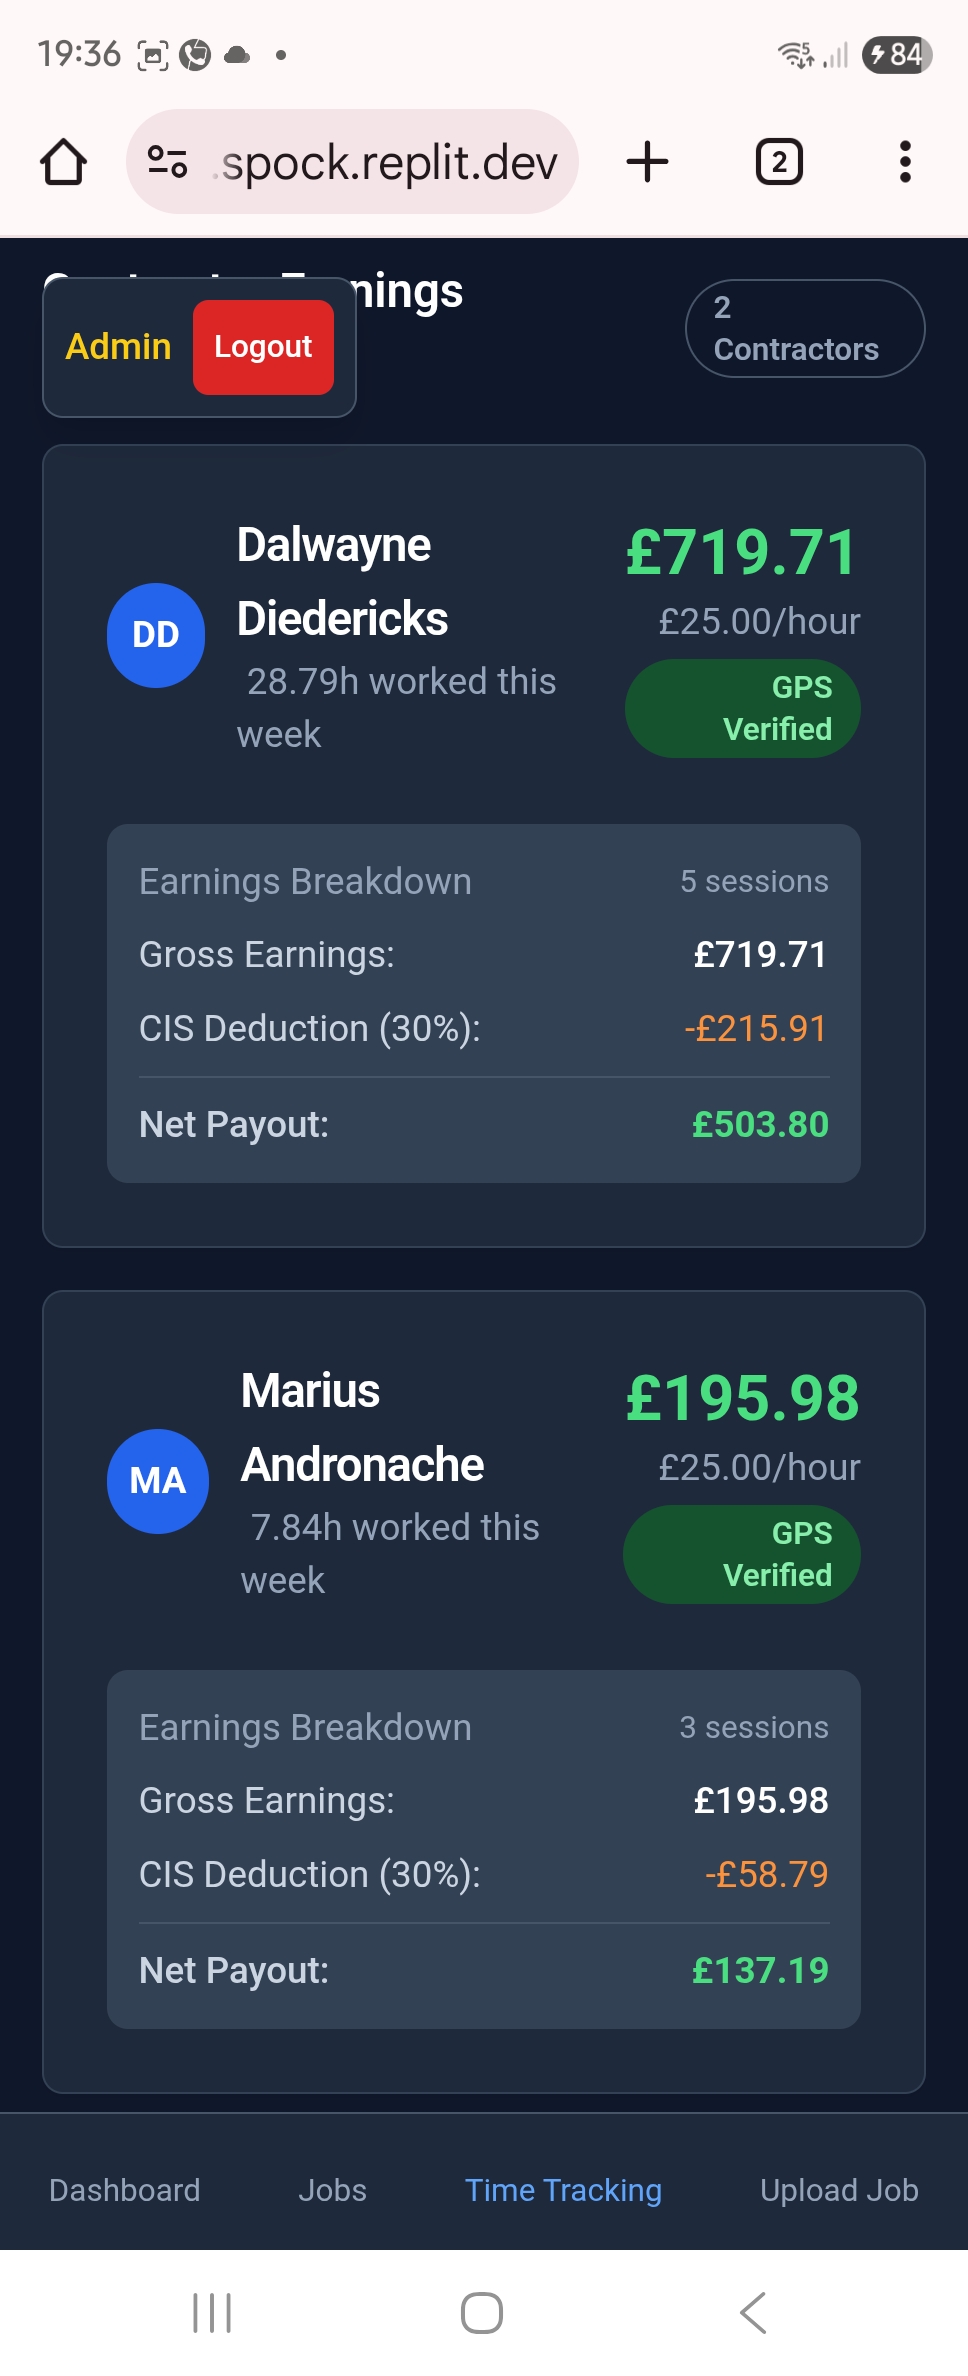 19:36
5
84
.spock.replit.dev
2
nings
Admin
Logout
2
Contractors
Dalwayne
Diedericks
28.79h worked this
week
DD
£719.71
£25.00/hour
GPS
Verified
Earnings Breakdown
5 sessions
Gross Earnings:
£719.71
CIS Deduction (30%):
-£215.91
Net Payout:
£503.80
Marius
Andronache
7.84h worked this
week
MA
£195.98
£25.00/hour
GPS
Verified
Earnings Breakdown
3 sessions
Gross Earnings:
£195.98
CIS Deduction (30%):
-£58.79
Net Payout:
£137.19
Dashboard
Jobs
Time Tracking
Upload Job